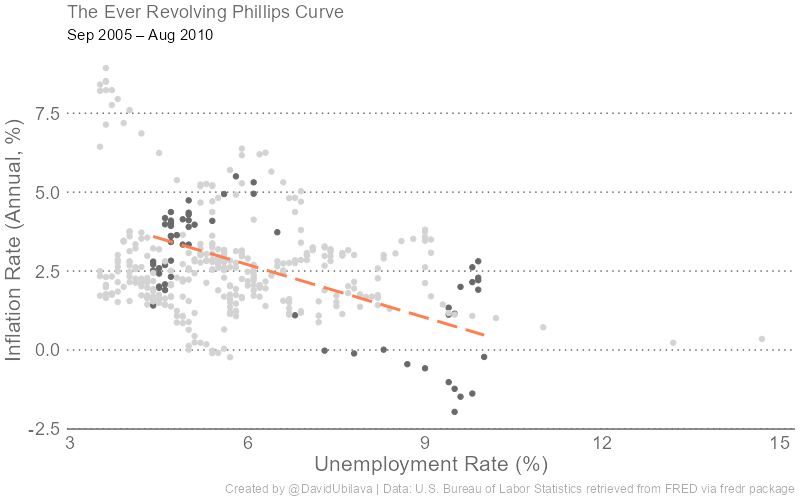 The Ever Revolving Phillips Curve
Sep 2005 – Aug 2010
Inflation Rate (Annual, %)
7.5
5.0
2.5
0.0
-2.5
3 6 9 12 15
Unemployment Rate (%)
Created by @DavidUbilava | Data: U.S. Bureau of Labor Statistics retrieved from FRED via fredr package